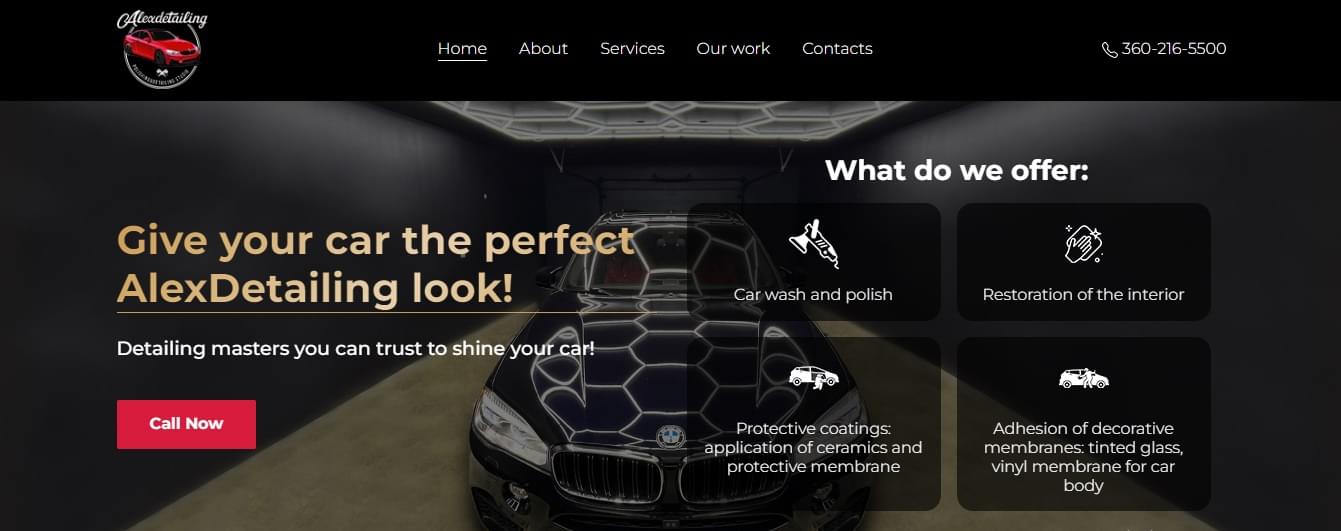 Alexdetailing
POLISHING&DETAILING STUDIO
Home About Services Our work Contacts
360-216-5500
Give your car the perfect
AlexDetailing look!
Detailing masters you can trust to shine your car!
Call Now
What do we offer:
Car wash and polish
Restoration of the interior
Protective coatings:
application of ceramics and
protective membrane
Adhesion of decorative
membranes: tinted glass,
vinyl membrane for car
body